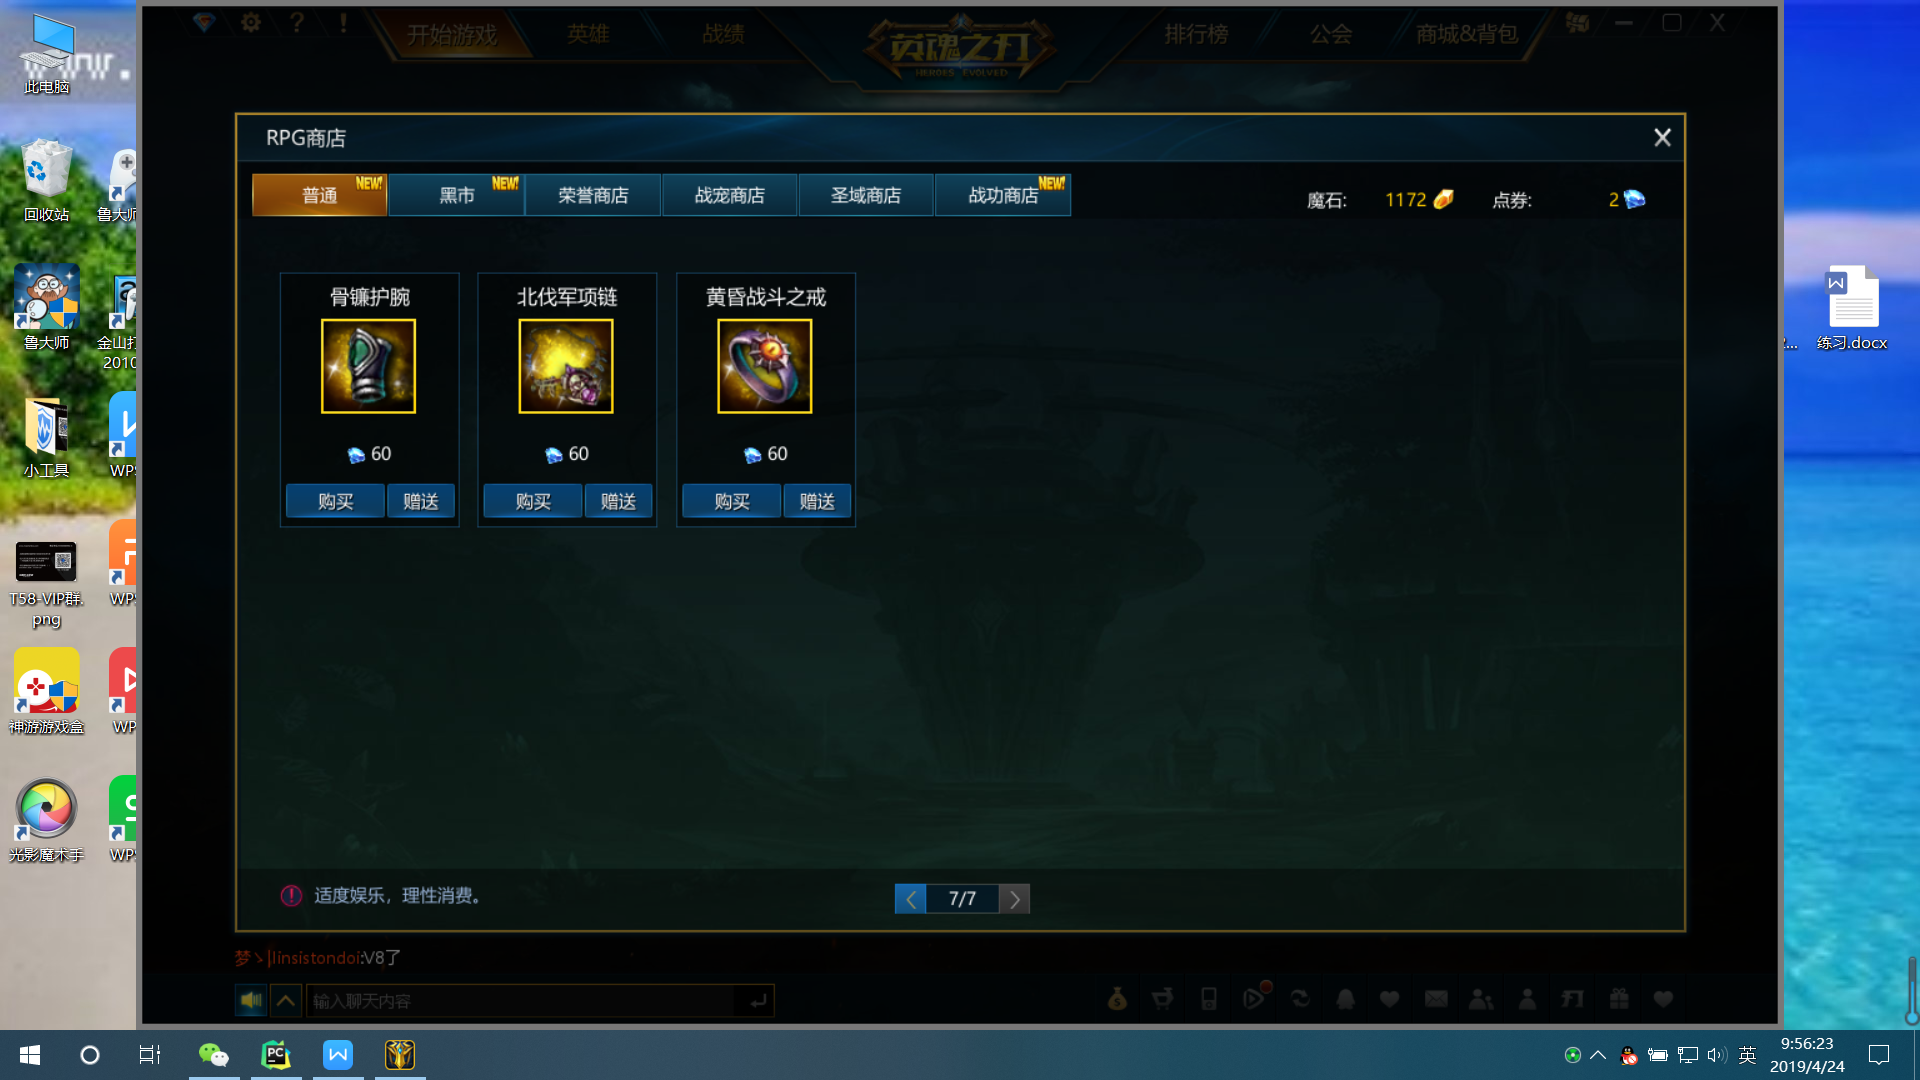 开始游戏
英雄
战绩
英魂之刃
HEROES EVOLVED
排行榜
公会
商城&背包
RPG商店
普通 NEW!
黑市 NEW!
荣誉商店
战宠商店
圣域商店
战功商店 NEW!
魔石: 1172
点券: 2
骨镰护腕
北伐军项链
黄昏战斗之戒
60
60
60
购买 赠送
购买 赠送
购买 赠送
适度娱乐，理性消费。
7/7
:V8了
输入聊天内容
此电脑
回收站
鲁大师
鲁大师
金山打
2010
小工具
WPS
T58-VIP群.
png
WPS
神游游戏盒
WP
光影魔术手
WPS
练习.docx
英
9:56:23
2019/4/24